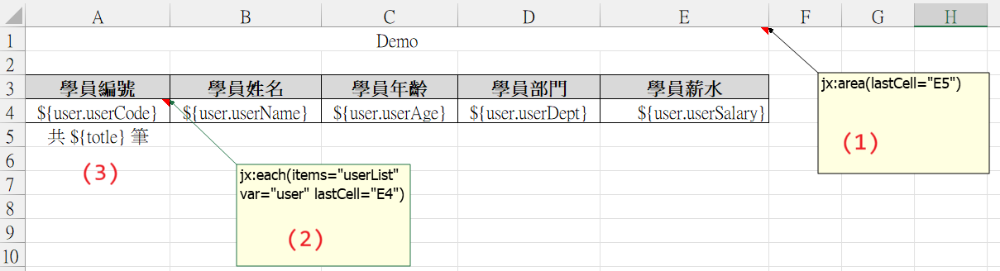 A B C D E F G H
1 Demo
2
3 學員編號 學員姓名 學員年齡 學員部門 學員薪水
4 ${user.userCode} ${user.userName} ${user.userAge} ${user.userDept} ${user.userSalary}
5 共 ${totle} 筆
6
7
8
9
10
(3)
jx:each(items="userList"
var="user" lastCell="E4")
(2)
jx:area(lastCell="E5")
(1)